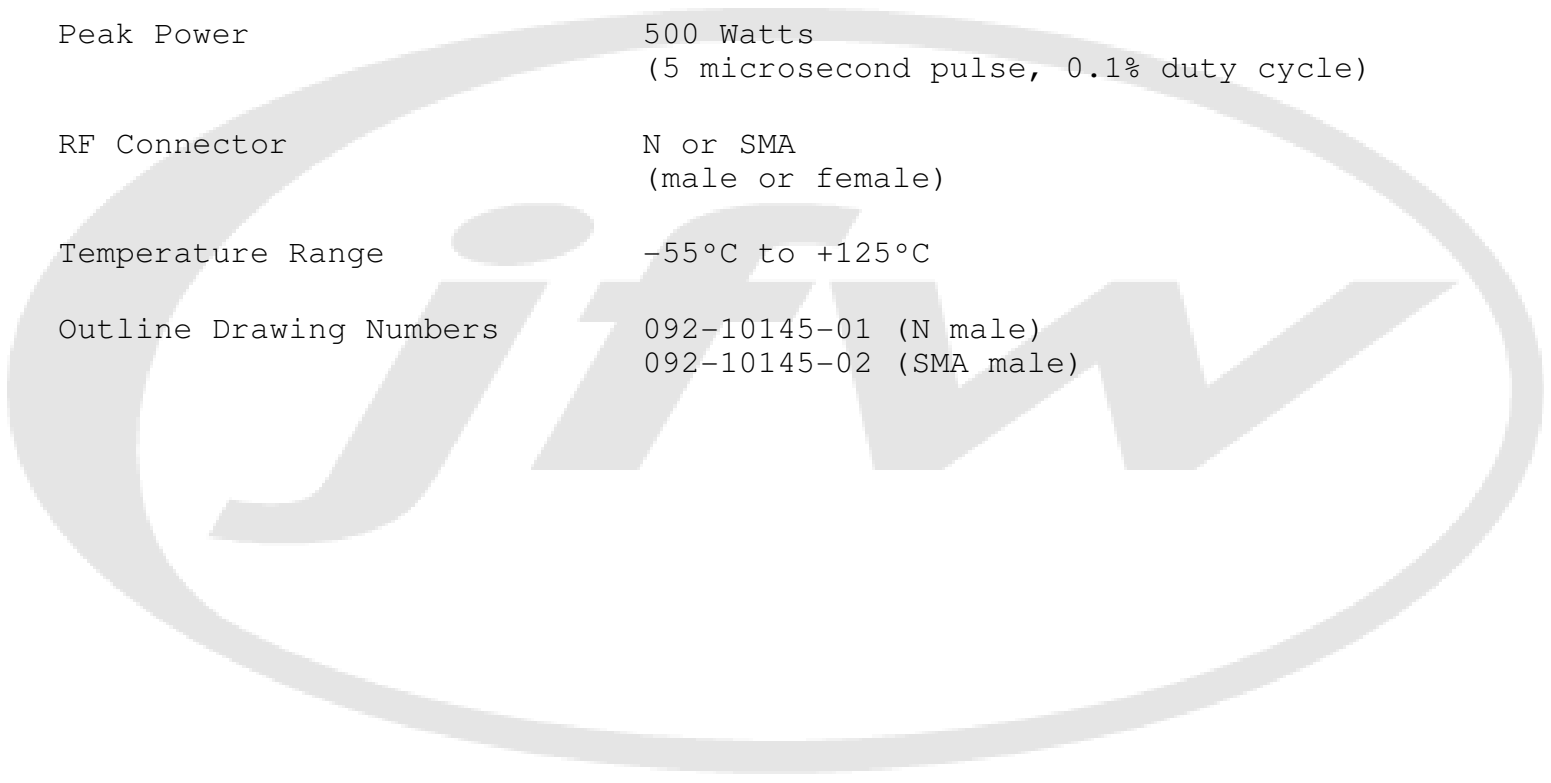 Peak Power 500 Watts
(5 microsecond pulse, 0.1% duty cycle)
RF Connector N or SMA
(male or female)
Temperature Range -55°C to +125°C
Outline Drawing Numbers 092-10145-01 (N male)
092-10145-02 (SMA male)
jfw